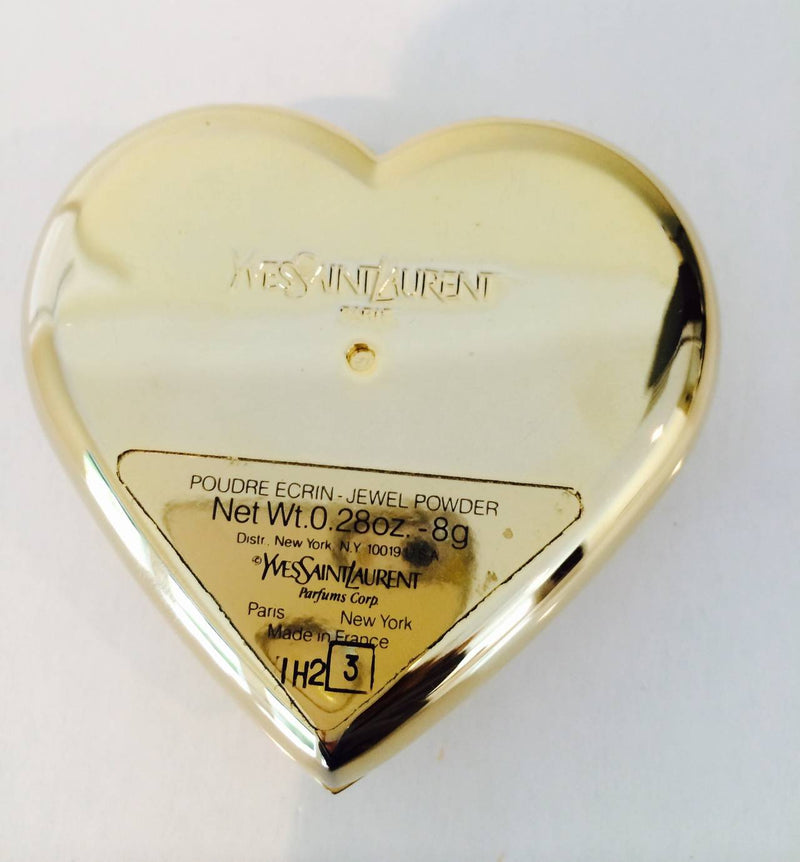 YVESSAINTLAURENT
PARIS
POUDRE ECRIN - JEWEL POWDER
Net Wt. 0.28oz. - 8g
Distr. New York, N.Y 10019 USA
©YVESSAINTLAURENT
Parfums Corp.
Paris New York
Made in France
1H2 3